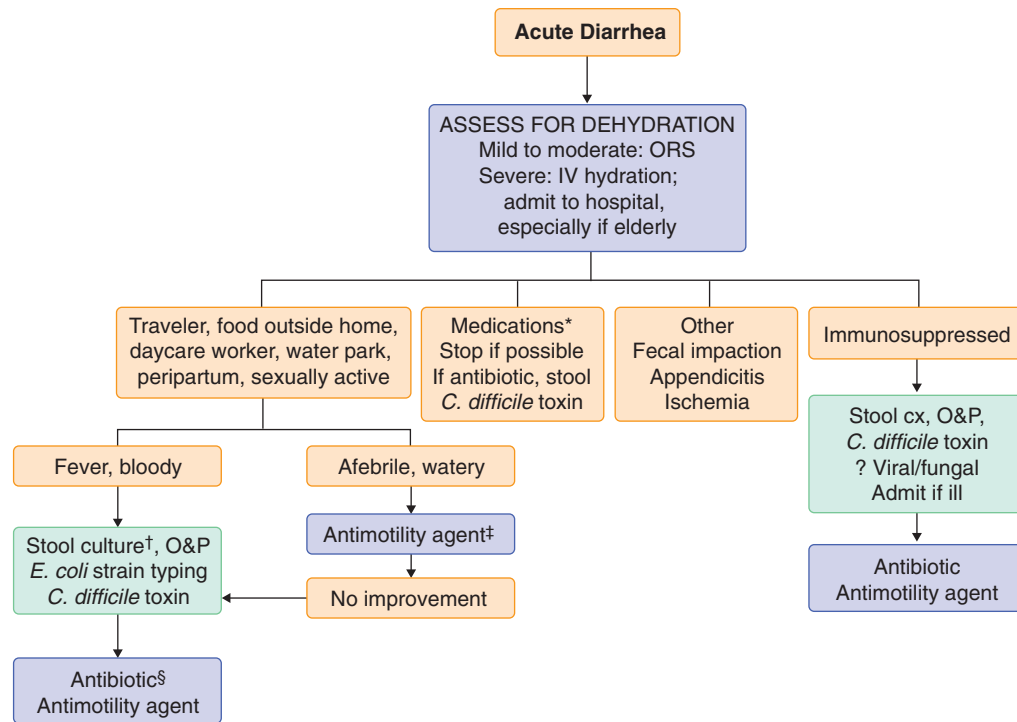 Acute Diarrhea
ASSESS FOR DEHYDRATION
Mild to moderate: ORS
Severe: IV hydration;
admit to hospital,
especially if elderly
Traveler, food outside home,
daycare worker, water park,
peripartum, sexually active
Medications*
Stop if possible
If antibiotic, stool
C. difficile toxin
Other
Fecal impaction
Appendicitis
Ischemia
Immunosuppressed
Fever, bloody
Afebrile, watery
Stool cx, O&P,
C. difficile toxin
? Viral/fungal
Admit if ill
Stool culture†, O&P
E. coli strain typing
C. difficile toxin
Antimotility agent‡
No improvement
Antibiotic
Antimotility agent
Antibiotic§
Antimotility agent